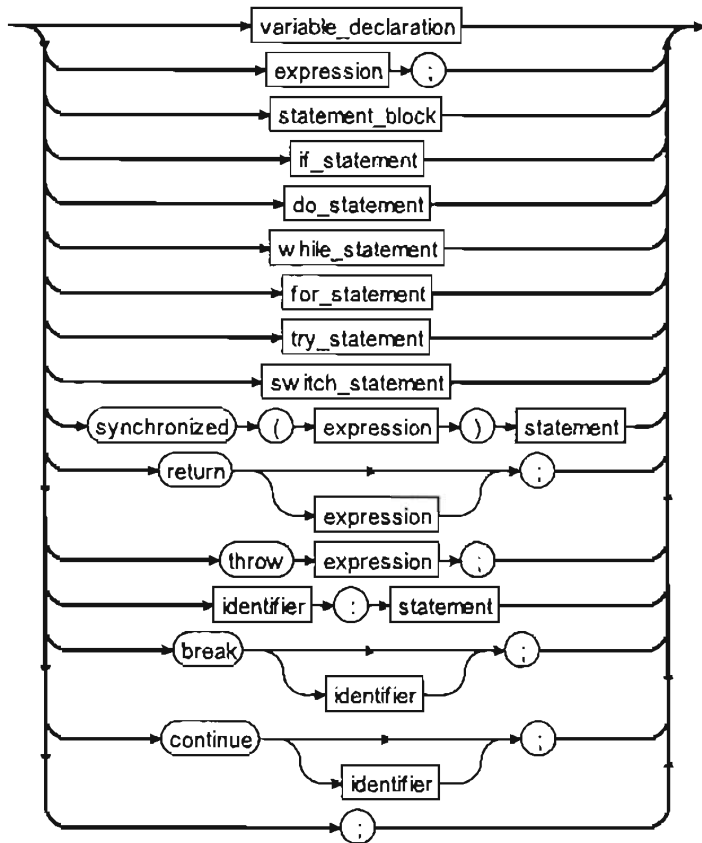 variable_declaration
expression ;
statement_block
if_statement
do_statement
while_statement
for_statement
try_statement
switch_statement
synchronized ( expression ) statement
return ;
expression
throw expression ;
identifier : statement
break ;
identifier
continue ;
identifier
;